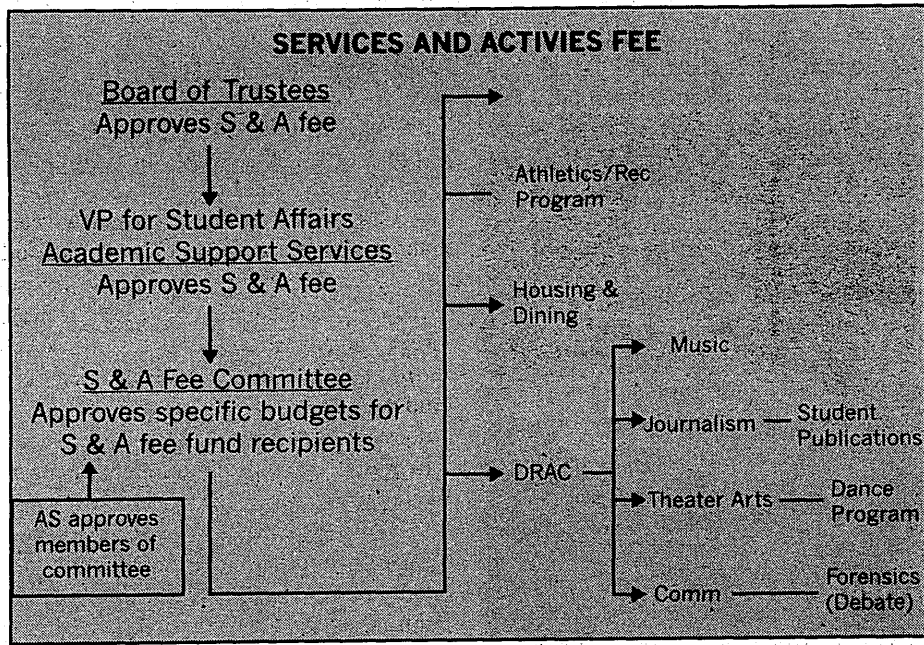 SERVICES AND ACTIVIES FEE
Board of Trustees
Approves S & A fee
VP for Student Affairs
Academic Support Services
Approves S & A fee
S & A Fee Committee
Approves specific budgets for
S & A fee fund recipients
AS approves
members of
committee
Athletics/Rec
Program
Housing &
Dining
DRAC
Music
Journalism
Student
Publications
Theater Arts
Dance
Program
Comm
Forensics
(Debate)